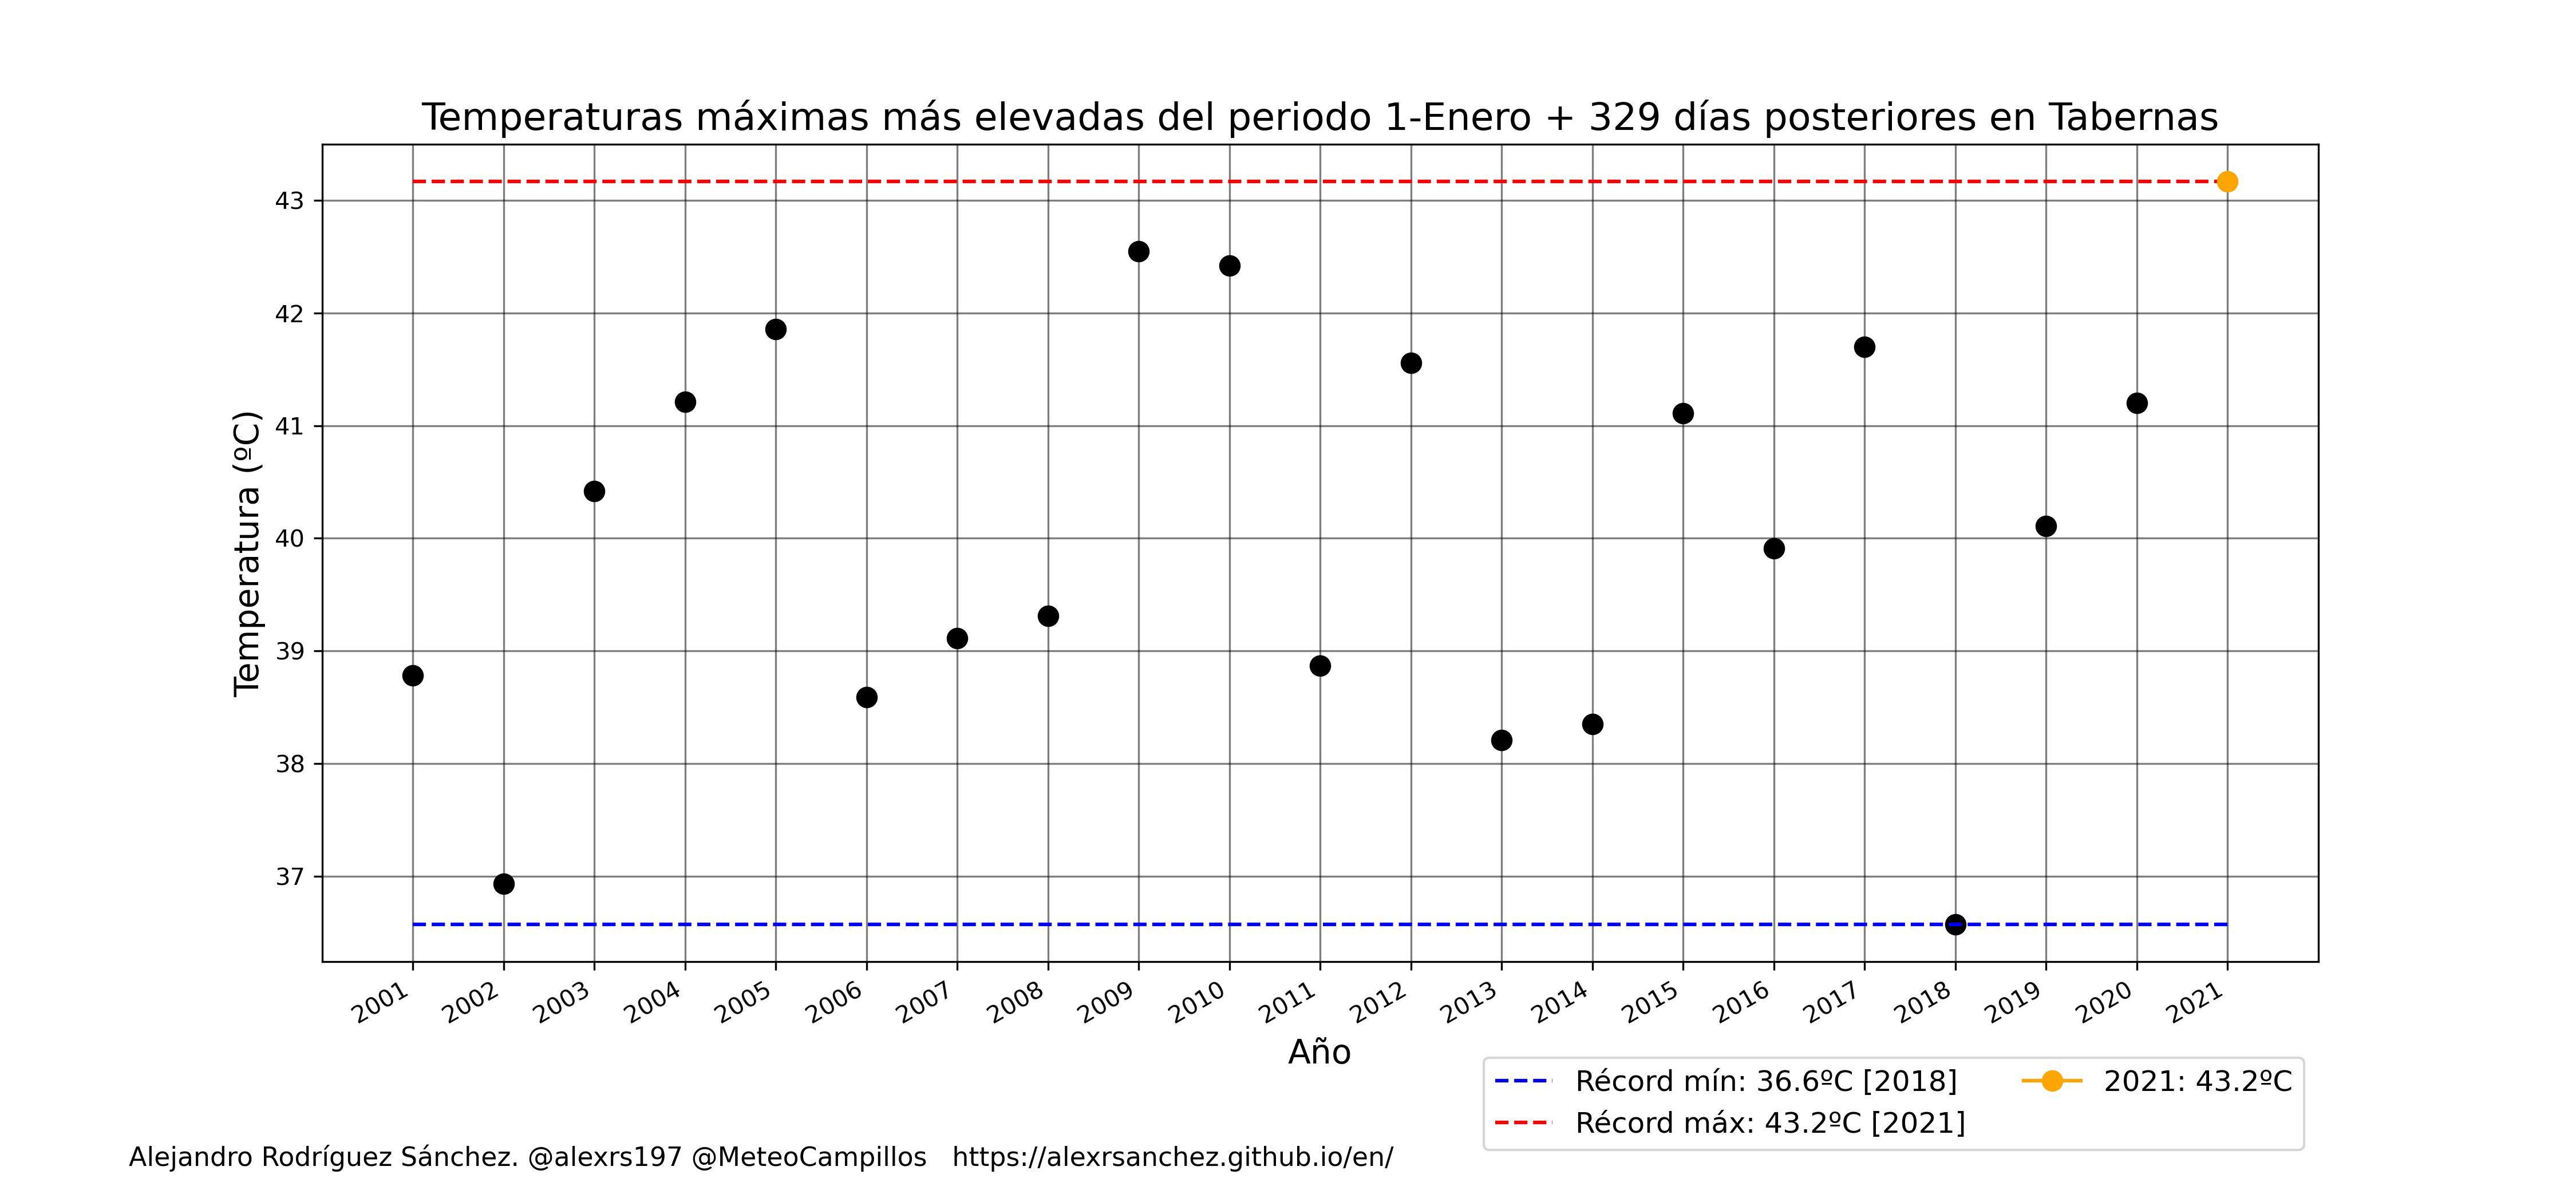 Temperaturas máximas más elevadas del periodo 1-Enero + 329 días posteriores en Tabernas
Temperatura (ºC)
43
42
41
40
39
38
37
2001 2002 2003 2004 2005 2006 2007 2008 2009 2010 2011 2012 2013 2014 2015 2016 2017 2018 2019 2020 2021
Año
Récord mín: 36.6ºC [2018]
Récord máx: 43.2ºC [2021]
2021: 43.2ºC
Alejandro Rodríguez Sánchez. @alexrs197 @MeteoCampillos https://alexrsanchez.github.io/en/